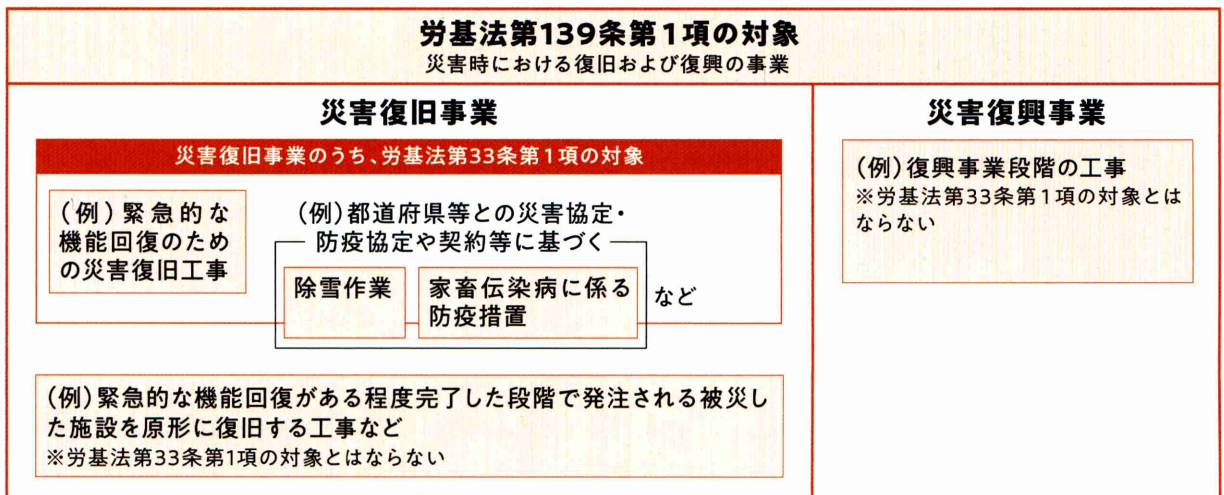 労基法第139条第1項の対象
災害時における復旧および復興の事業
災害復旧事業
災害復旧事業のうち、労基法第33条第1項の対象
（例）緊急的な
機能回復のため
の災害復旧工事
（例）都道府県等との災害協定・
防疫協定や契約等に基づく
除雪作業
家畜伝染病に係る
防疫措置
など
（例）緊急的な機能回復がある程度完了した段階で発注される被災し
た施設を原形に復旧する工事など
※労基法第33条第1項の対象とはならない
災害復興事業
（例）復興事業段階の工事
※労基法第33条第1項の対象とは
ならない